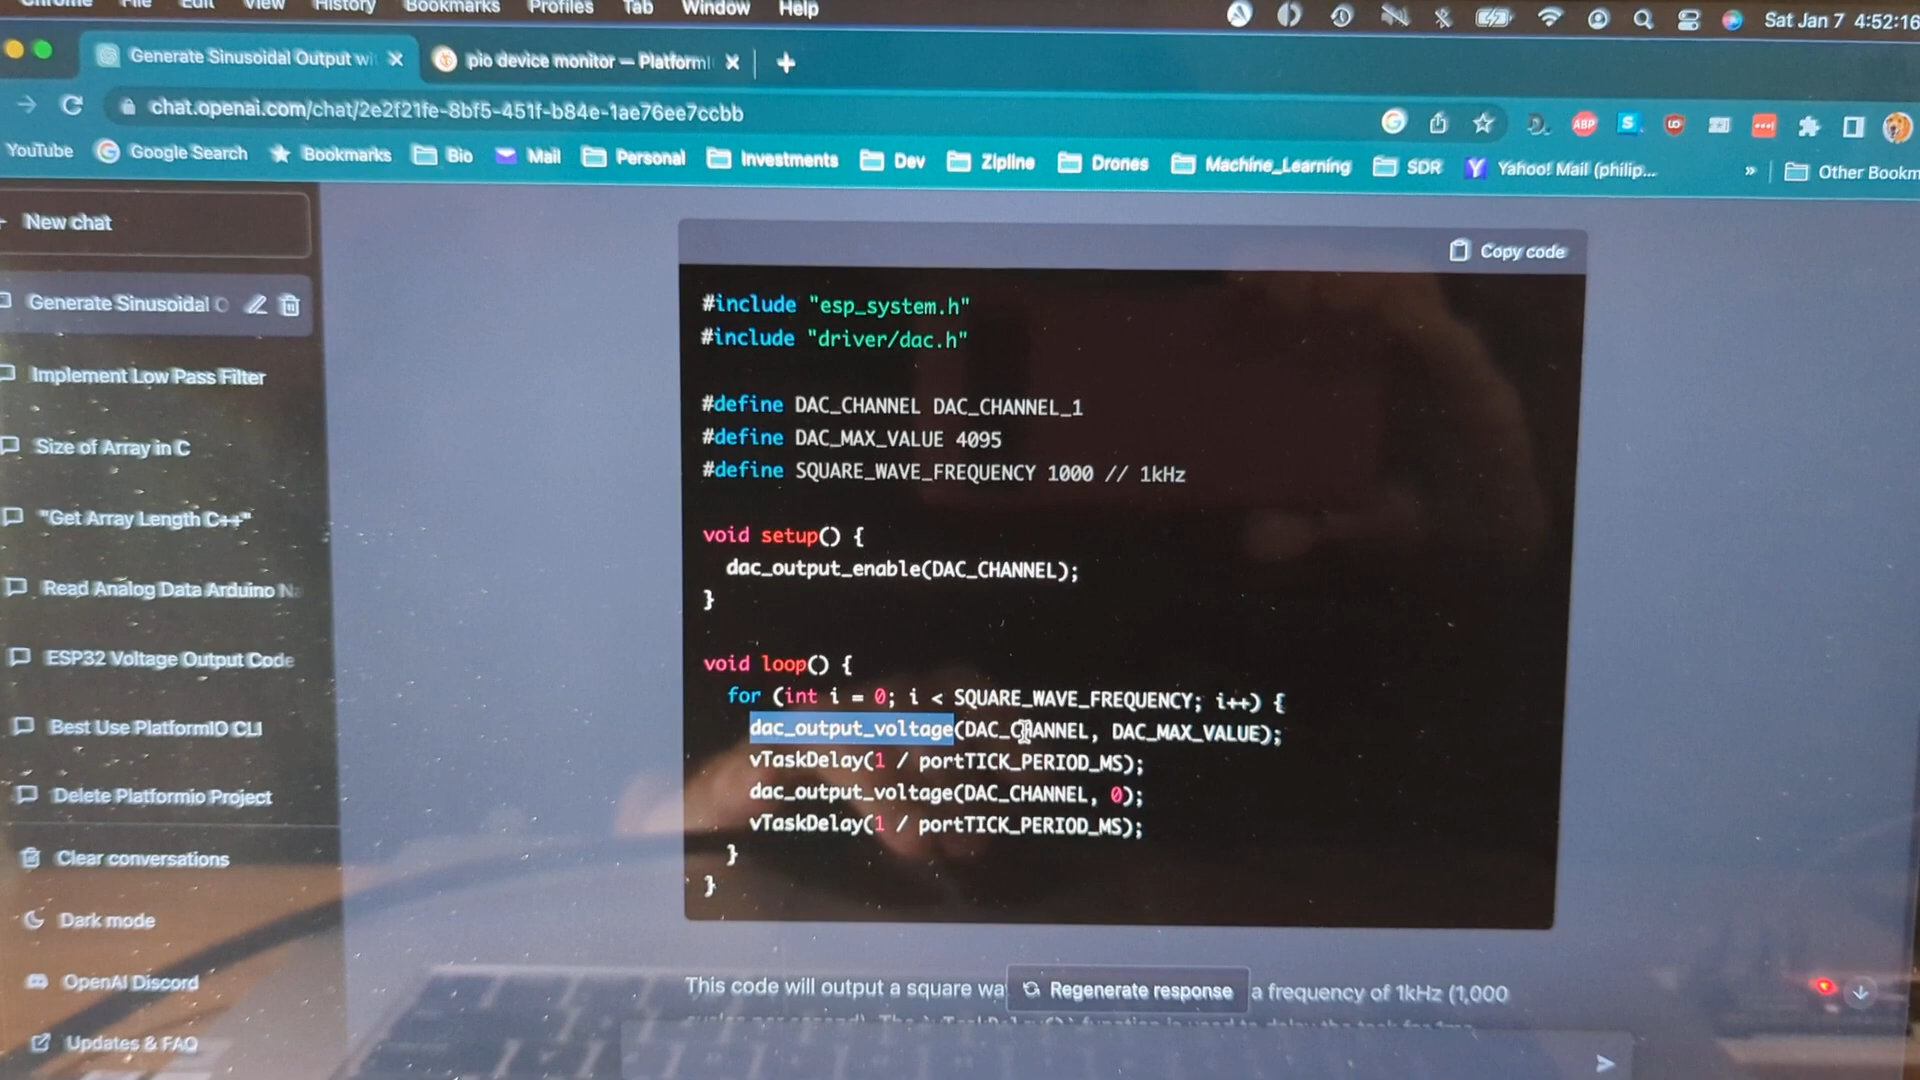 Chrome File Edit View History Bookmarks Profiles Tab Window Help
Sat Jan 7 4:52:16
Generate Sinusoidal Output wi
pio device monitor — PlatformI
chat.openai.com/chat/2e2f21fe-8bf5-451f-b84e-1ae76ee7ccbb
ABP
YouTube Google Search Bookmarks Bio Mail Personal Investments Dev Zipline Drones Machine_Learning SDR Yahoo! Mail (philip... » Other Bookm
New chat
Generate Sinusoidal O
Implement Low Pass Filter
Size of Array in C
"Get Array Length C++"
Read Analog Data Arduino Na
ESP32 Voltage Output Code
Best Use PlatformIO CLI
Delete Platformio Project
Clear conversations
Dark mode
OpenAI Discord
Updates & FAQ
Copy code
#include "esp_system.h"
#include "driver/dac.h"
#define DAC_CHANNEL DAC_CHANNEL_1
#define DAC_MAX_VALUE 4095
#define SQUARE_WAVE_FREQUENCY 1000 // 1kHz
void setup() {
dac_output_enable(DAC_CHANNEL);
}
void loop() {
for (int i = 0; i < SQUARE_WAVE_FREQUENCY; i++) {
dac_output_voltage(DAC_CHANNEL, DAC_MAX_VALUE);
vTaskDelay(1 / portTICK_PERIOD_MS);
dac_output_voltage(DAC_CHANNEL, 0);
vTaskDelay(1 / portTICK_PERIOD_MS);
}
}
This code will output a square wa
Regenerate response
a frequency of 1kHz (1,000